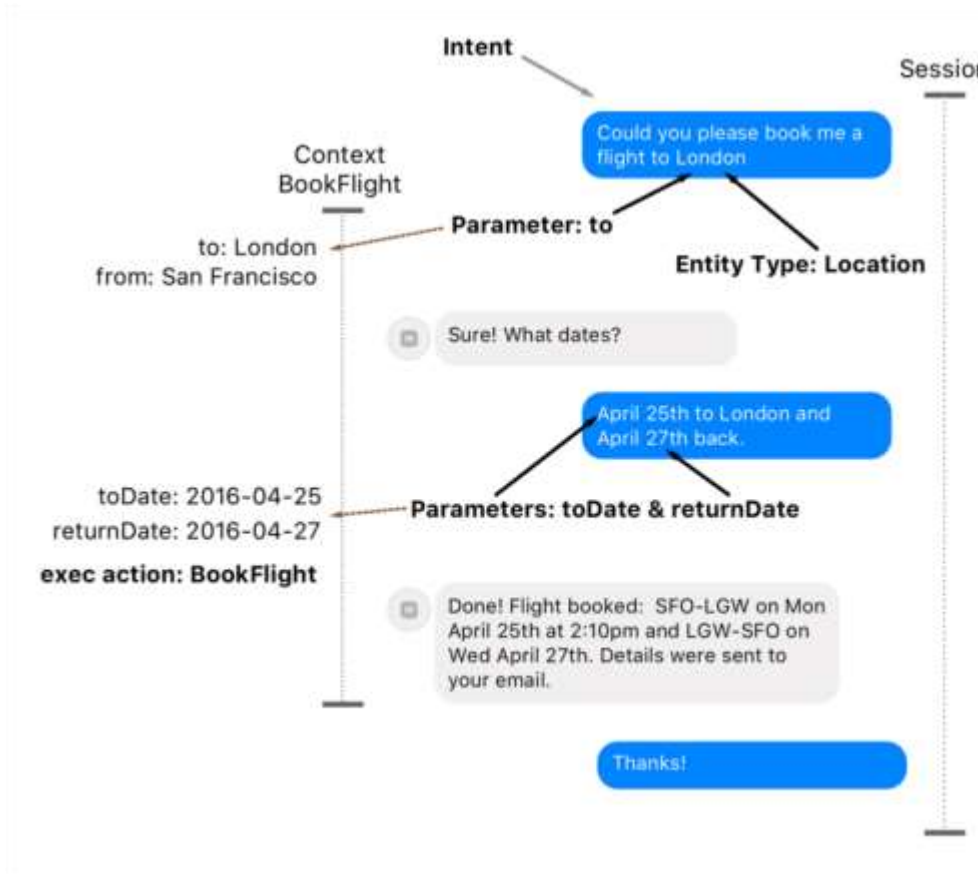 Intent
Session
Could you please book me a
flight to London
Context
BookFlight
Parameter: to
to: London
from: San Francisco
Entity Type: Location
Sure! What dates?
April 25th to London and
April 27th back.
toDate: 2016-04-25
Parameters: toDate & returnDate
returnDate: 2016-04-27
exec action: BookFlight
Done! Flight booked:  SFO-LGW on Mon
April 25th at 2:10pm and LGW-SFO on
Wed April 27th. Details were sent to
your email.
Thanks!